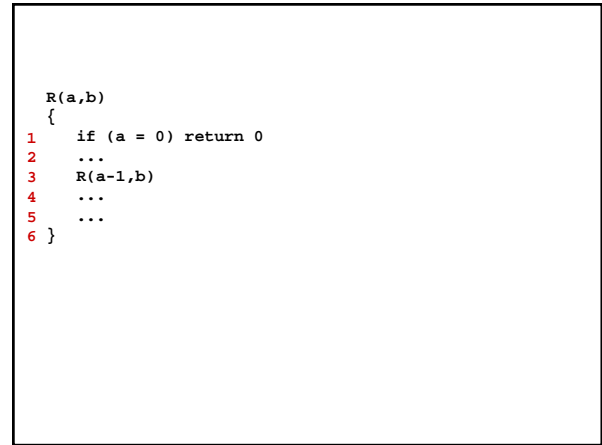 R(a,b)
{
1 if (a = 0) return 0
2 ...
3 R(a-1,b)
4 ...
5 ...
6 }